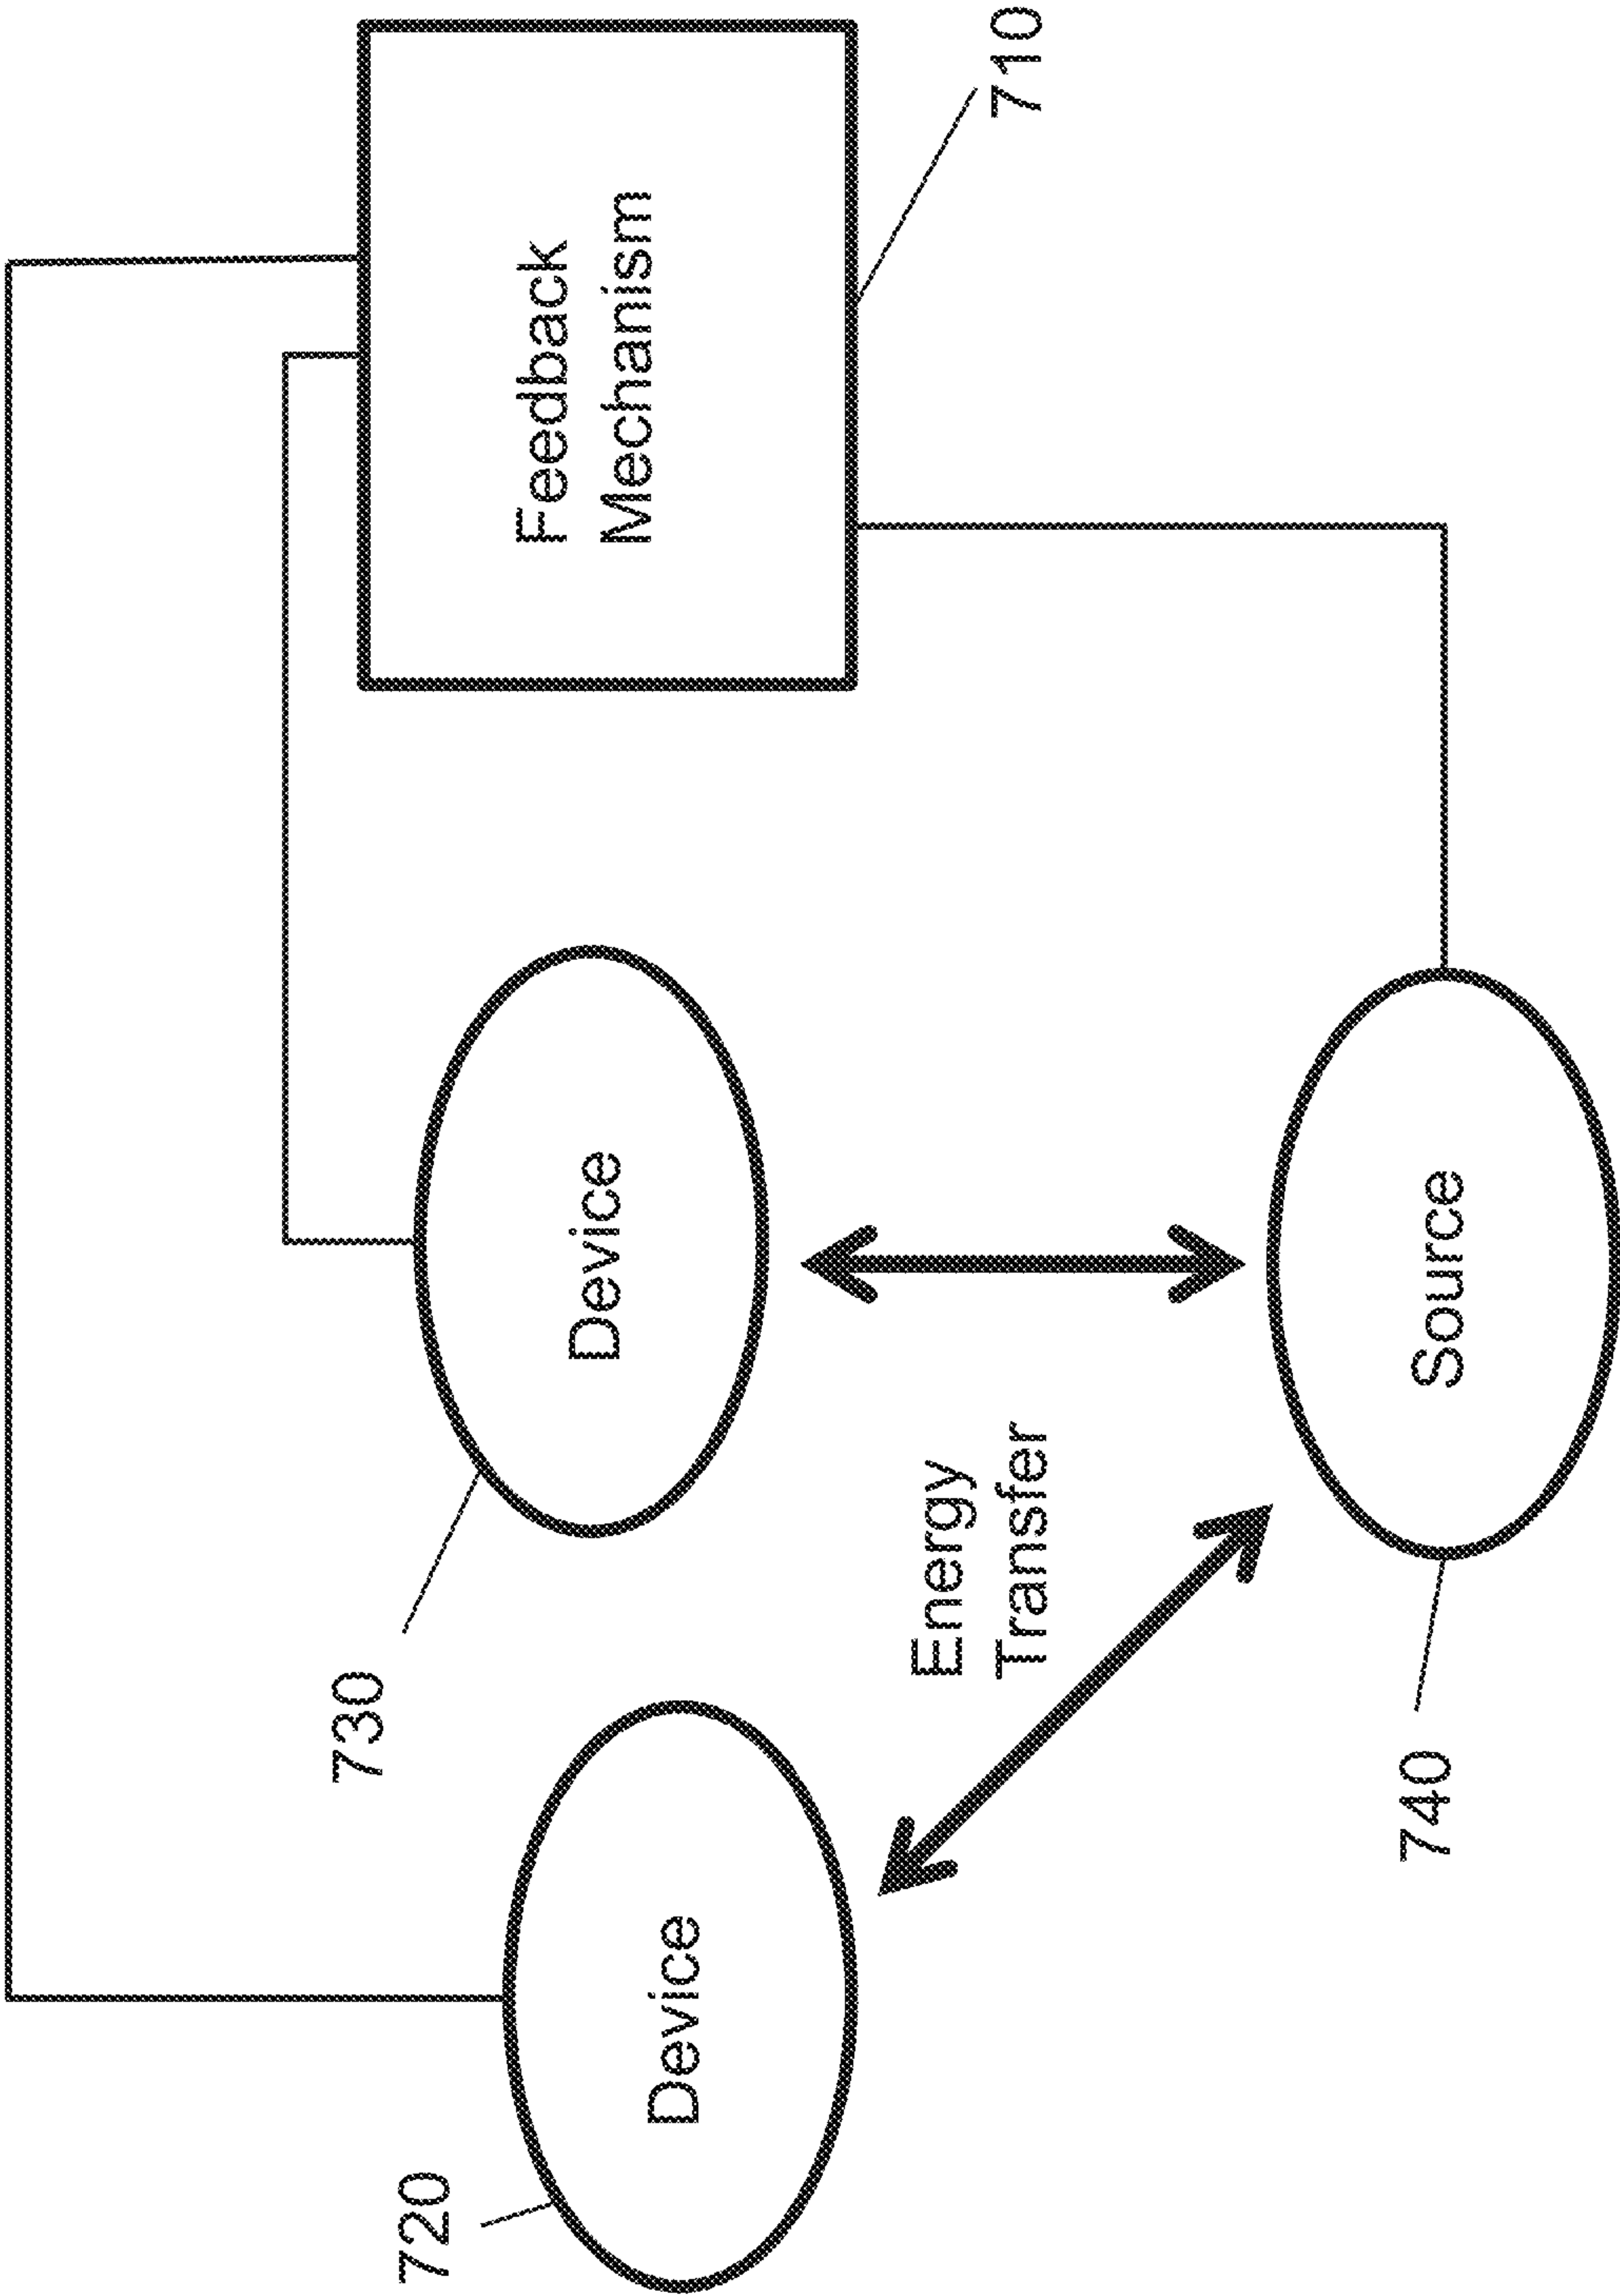 Feedback
Mechanism
710
730
Device
720
Device
Energy
Transfer
740
Source